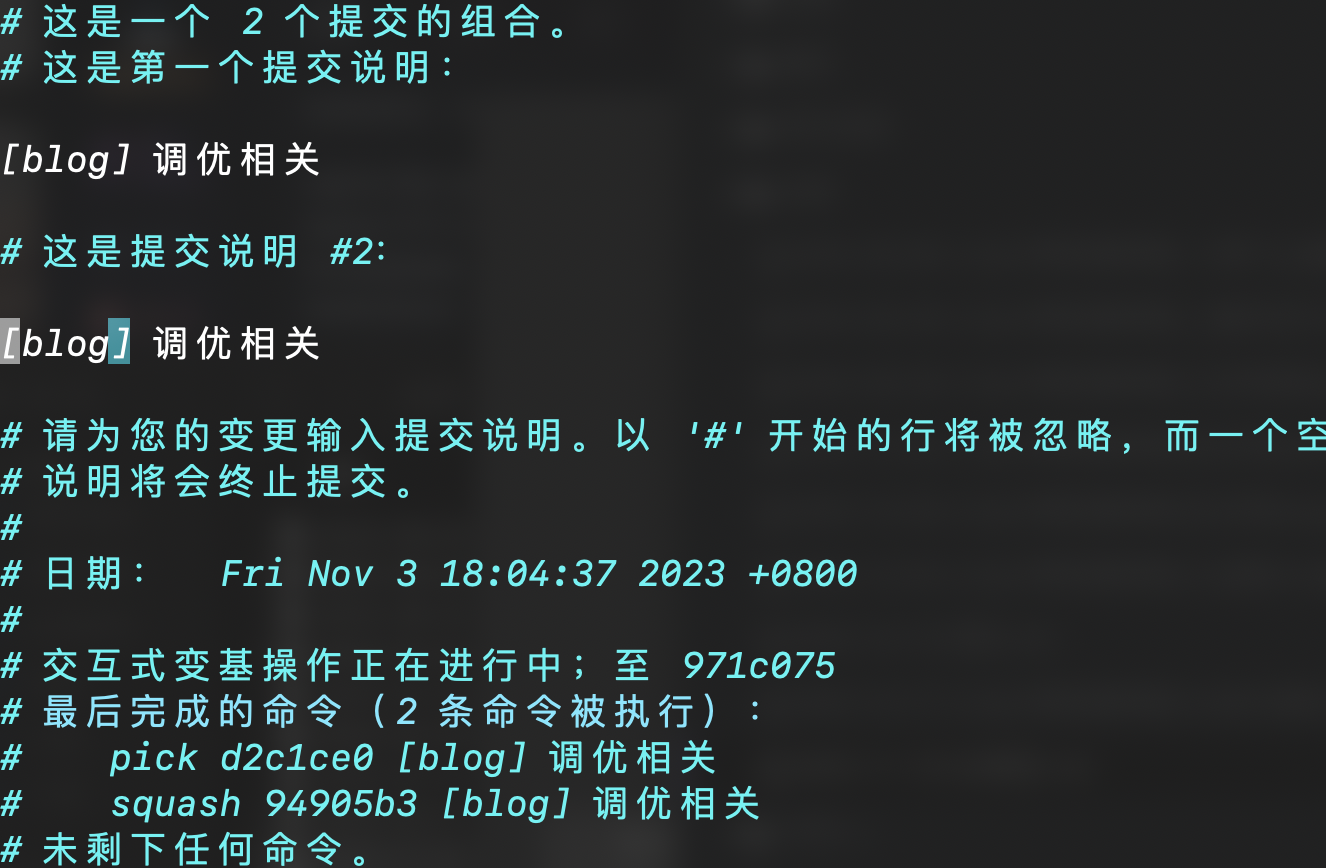 # 这是一个 2 个提交的组合。
# 这是第一个提交说明：
[blog] 调优相关
# 这是提交说明 #2：
[blog] 调优相关
# 请为您的变更输入提交说明。以 '#' 开始的行将被忽略，而一个空
# 说明将会终止提交。
#
# 日期：  Fri Nov 3 18:04:37 2023 +0800
#
# 交互式变基操作正在进行中；至 971c075
# 最后完成的命令（2 条命令被执行）：
#    pick d2c1ce0 [blog] 调优相关
#    squash 94905b3 [blog] 调优相关
# 未剩下任何命令。